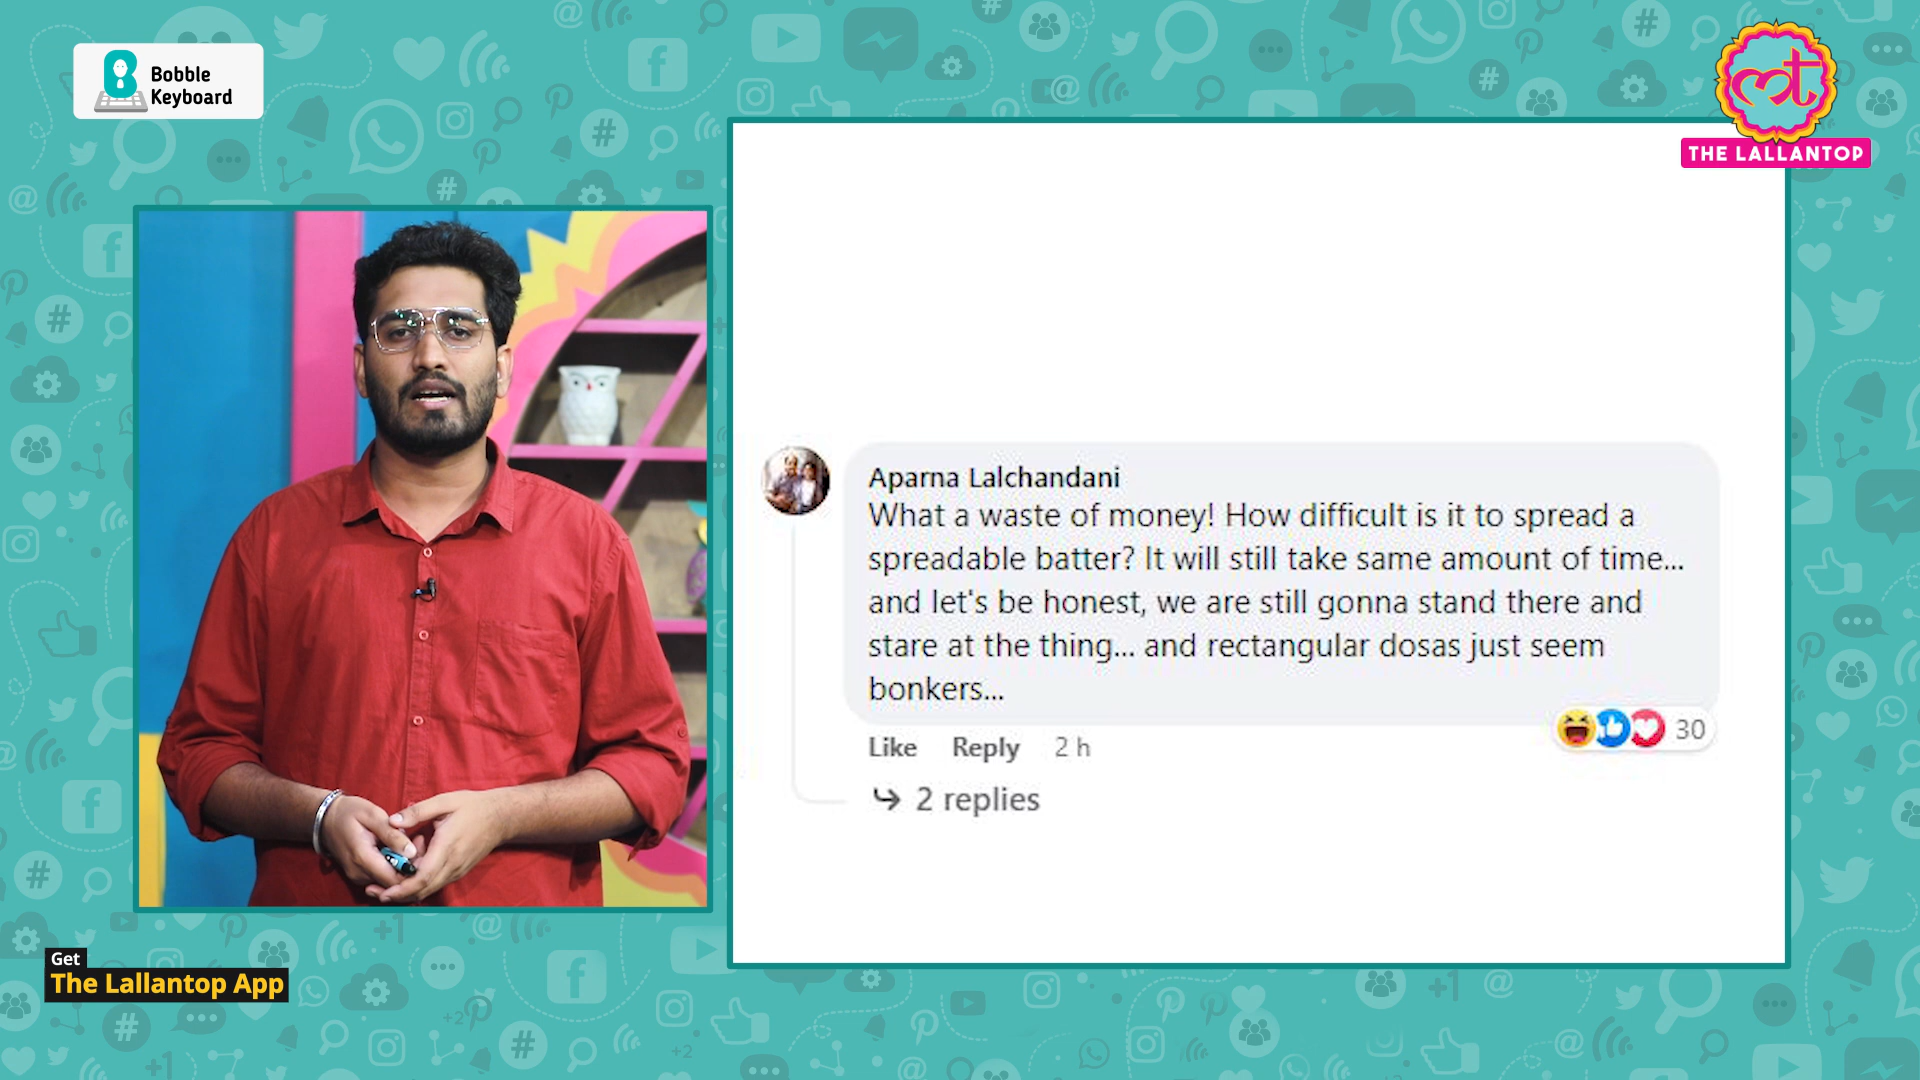 Bobble
Keyboard
THE LALLANTOP
Aparna Lalchandani
What a waste of money! How difficult is it to spread a
spreadable batter? It will still take same amount of time...
and let's be honest, we are still gonna stand there and
stare at the thing... and rectangular dosas just seem
bonkers...
30
Like Reply 2 h
2 replies
Get
The Lallantop App